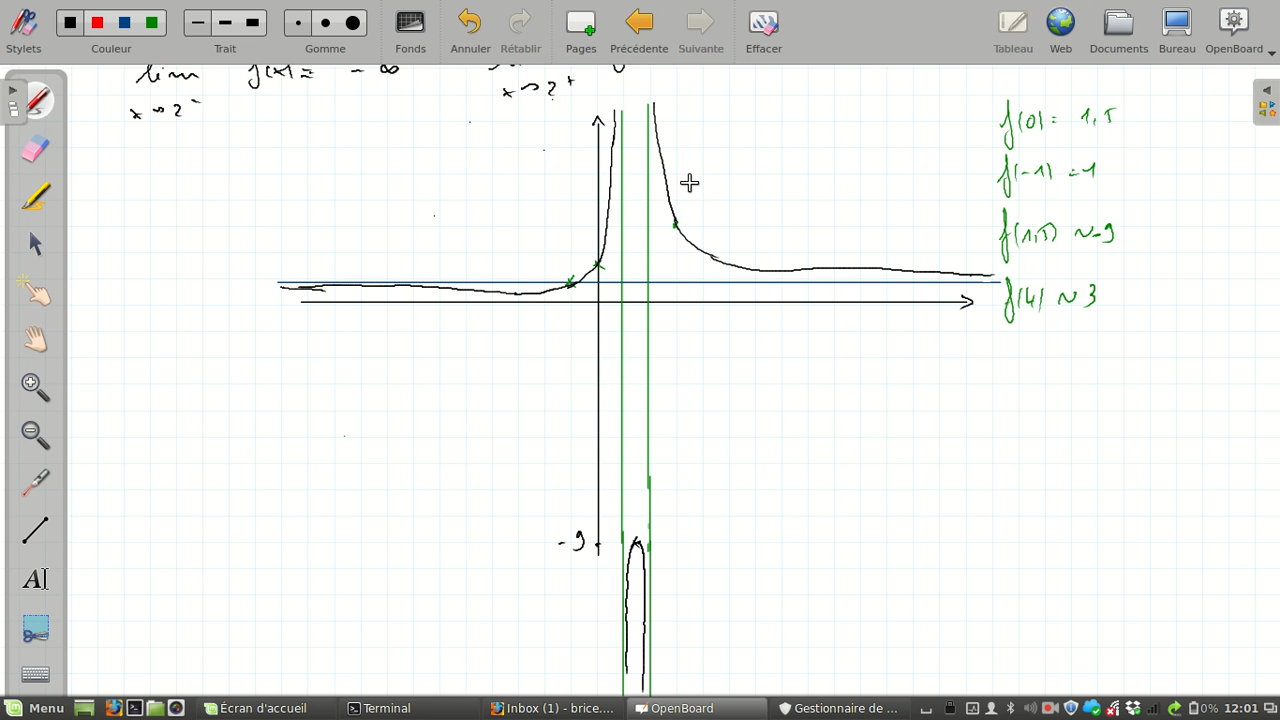 Stylets Couleur Trait Gomme Fonds Annuler Rétablir Pages Précédente Suivante Effacer Tableau Web Documents Bureau OpenBoard
lim f(x) = -∞
x→2⁻ x→2⁺
f(0) = 1,5
f(-1) = 1
f(1,5) ~ -9
f(4) ~ 3
-9
Menu Écran d'accueil Terminal Inbox (1) - brice.... OpenBoard Gestionnaire de ... 0% 12:01